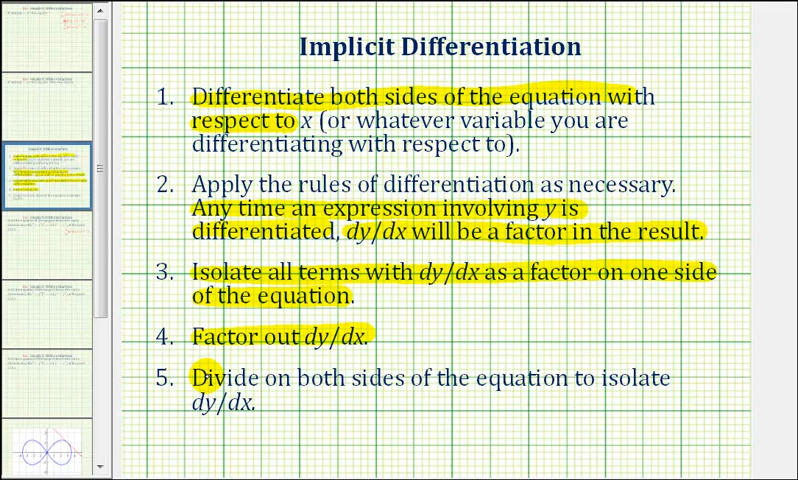 Implicit Differentiation
1. Differentiate both sides of the equation with
respect to x (or whatever variable you are
differentiating with respect to).
2. Apply the rules of differentiation as necessary.
Any time an expression involving y is
differentiated, dy/dx will be a factor in the result.
3. Isolate all terms with dy/dx as a factor on one side
of the equation.
4. Factor out dy/dx.
5. Divide on both sides of the equation to isolate
dy/dx.